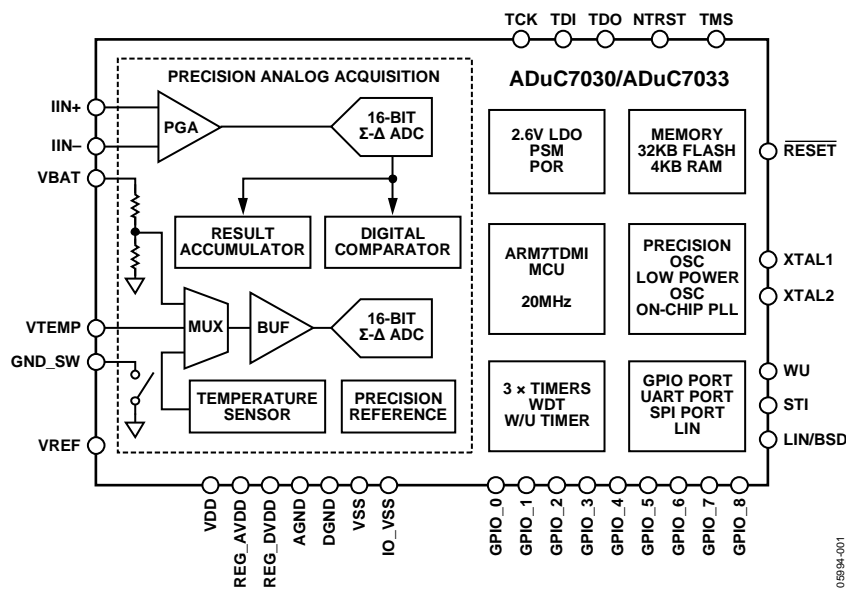 TCK TDI TDO NTRST TMS
PRECISION ANALOG ACQUISITION
ADuC7030/ADuC7033
IIN+
IIN–
VBAT
VTEMP
GND_SW
VREF
PGA
16-BIT
Σ-Δ ADC
RESULT
ACCUMULATOR
DIGITAL
COMPARATOR
MUX
BUF
16-BIT
Σ-Δ ADC
TEMPERATURE
SENSOR
PRECISION
REFERENCE
2.6V LDO
PSM
POR
MEMORY
32KB FLASH
4KB RAM
ARM7TDMI
MCU
20MHz
PRECISION
OSC
LOW POWER
OSC
ON-CHIP PLL
3 × TIMERS
WDT
W/U TIMER
GPIO PORT
UART PORT
SPI PORT
LIN
RESET
XTAL1
XTAL2
WU
STI
LIN/BSD
VDD
REG_AVDD
REG_DVDD
AGND
DGND
VSS
IO_VSS
GPIO_0
GPIO_1
GPIO_2
GPIO_3
GPIO_4
GPIO_5
GPIO_6
GPIO_7
GPIO_8
05994-001